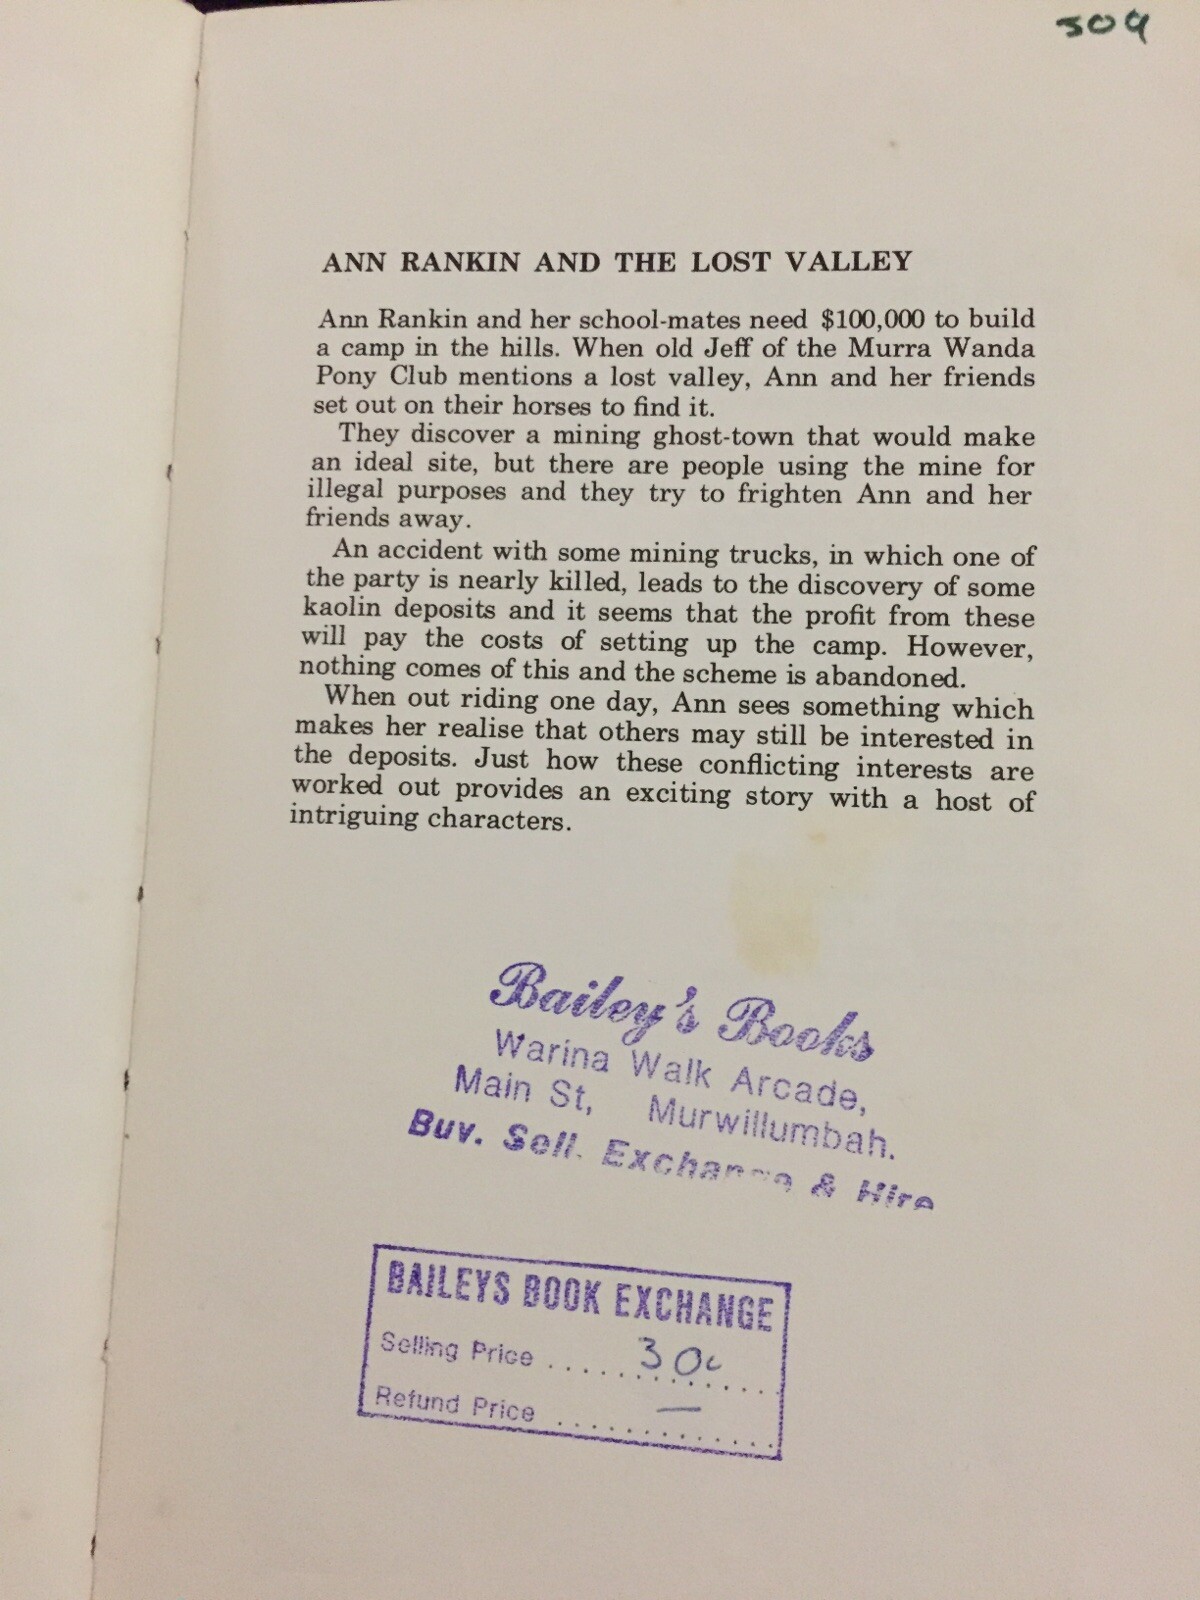 309
ANN RANKIN AND THE LOST VALLEY
Ann Rankin and her school-mates need $100,000 to build
a camp in the hills. When old Jeff of the Murra Wanda
Pony Club mentions a lost valley, Ann and her friends
set out on their horses to find it.
They discover a mining ghost-town that would make
an ideal site, but there are people using the mine for
illegal purposes and they try to frighten Ann and her
friends away.
An accident with some mining trucks, in which one of
the party is nearly killed, leads to the discovery of some
kaolin deposits and it seems that the profit from these
will pay the costs of setting up the camp. However,
nothing comes of this and the scheme is abandoned.
When out riding one day, Ann sees something which
makes her realise that others may still be interested in
the deposits. Just how these conflicting interests are
worked out provides an exciting story with a host of
intriguing characters.
Bailey's Books
Warina Walk Arcade,
Main St, Murwillumbah.
Buy. Sell. Exchange & Hire
BAILEYS BOOK EXCHANGE
Selling Price ..... 30c
Refund Price ..... —